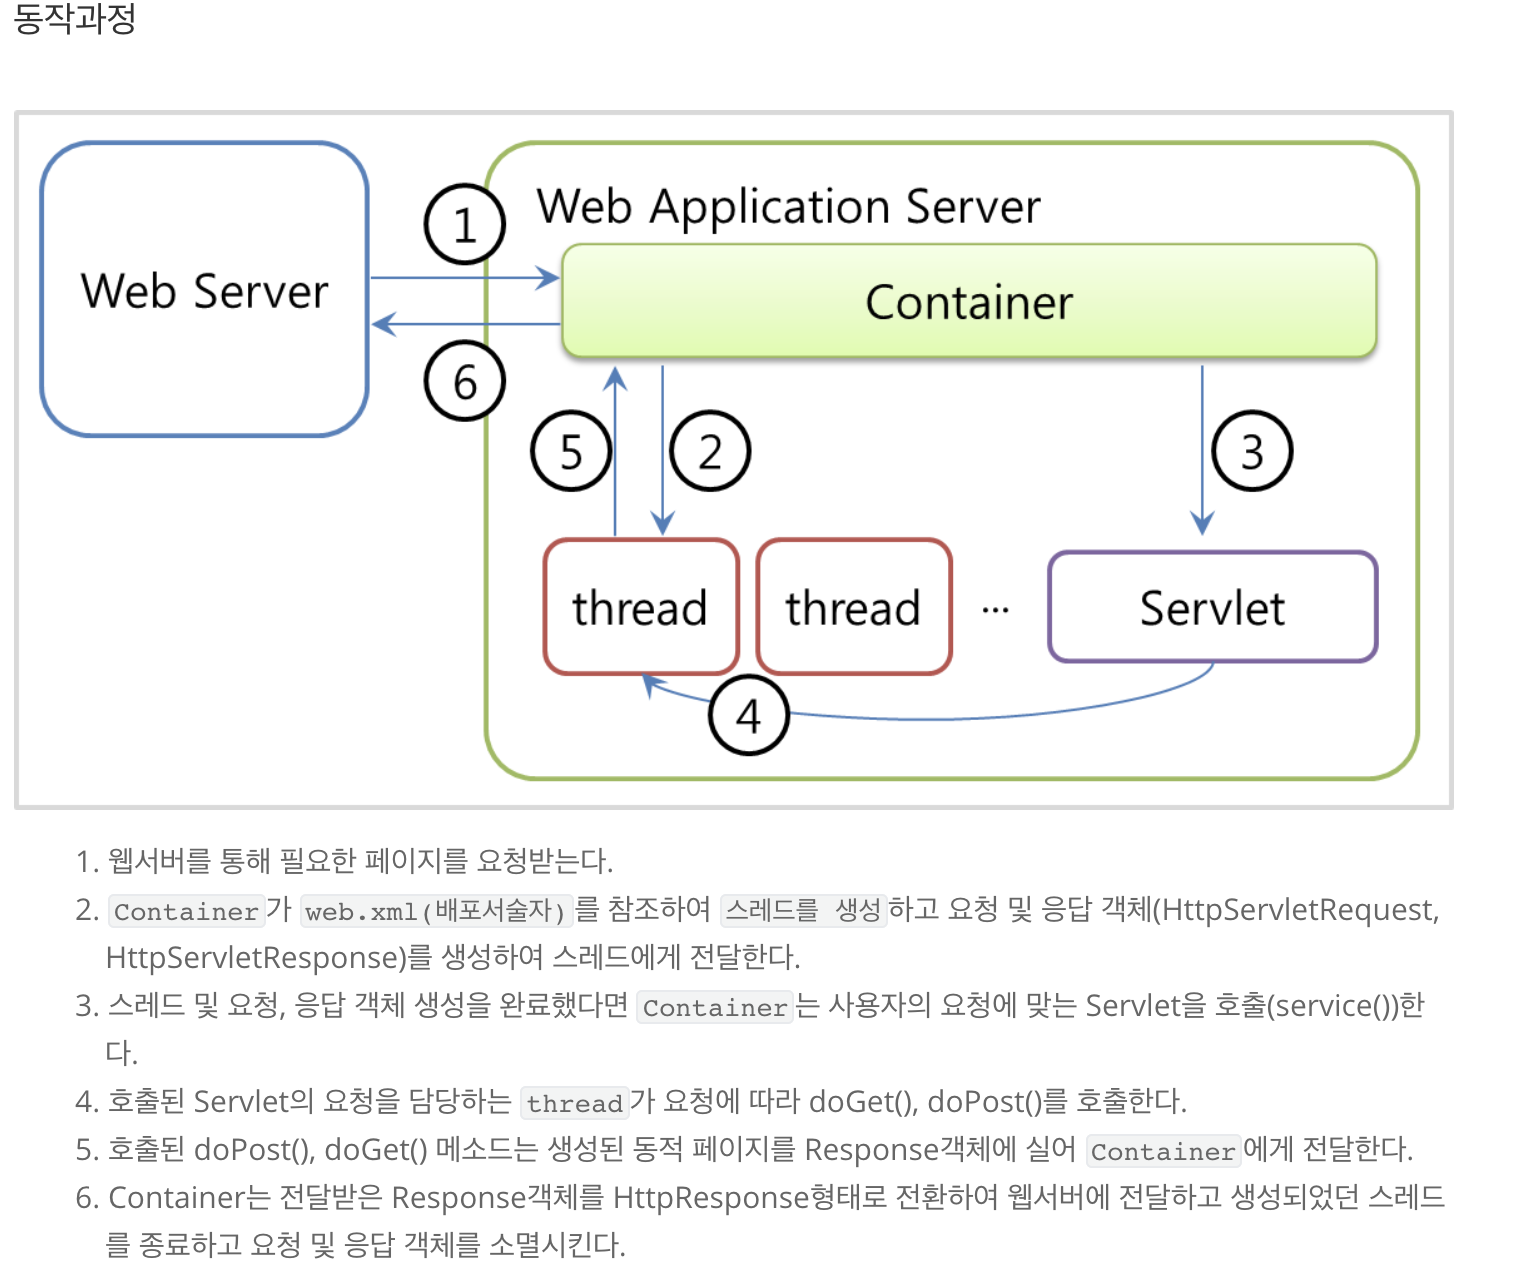 동작과정
Web Server
1
Web Application Server
Container
6
5
2
3
thread
thread
...
Servlet
4
1. 웹서버를 통해 필요한 페이지를 요청받는다.
2. Container가 web.xml(배포서술자)를 참조하여 스레드를 생성하고 요청 및 응답 객체(HttpServletRequest,
HttpServletResponse)를 생성하여 스레드에게 전달한다.
3. 스레드 및 요청, 응답 객체 생성을 완료했다면 Container는 사용자의 요청에 맞는 Servlet을 호출(service())한
다.
4. 호출된 Servlet의 요청을 담당하는 thread가 요청에 따라 doGet(), doPost()를 호출한다.
5. 호출된 doPost(), doGet() 메소드는 생성된 동적 페이지를 Response객체에 실어 Container에게 전달한다.
6. Container는 전달받은 Response객체를 HttpResponse형태로 전환하여 웹서버에 전달하고 생성되었던 스레드
를 종료하고 요청 및 응답 객체를 소멸시킨다.